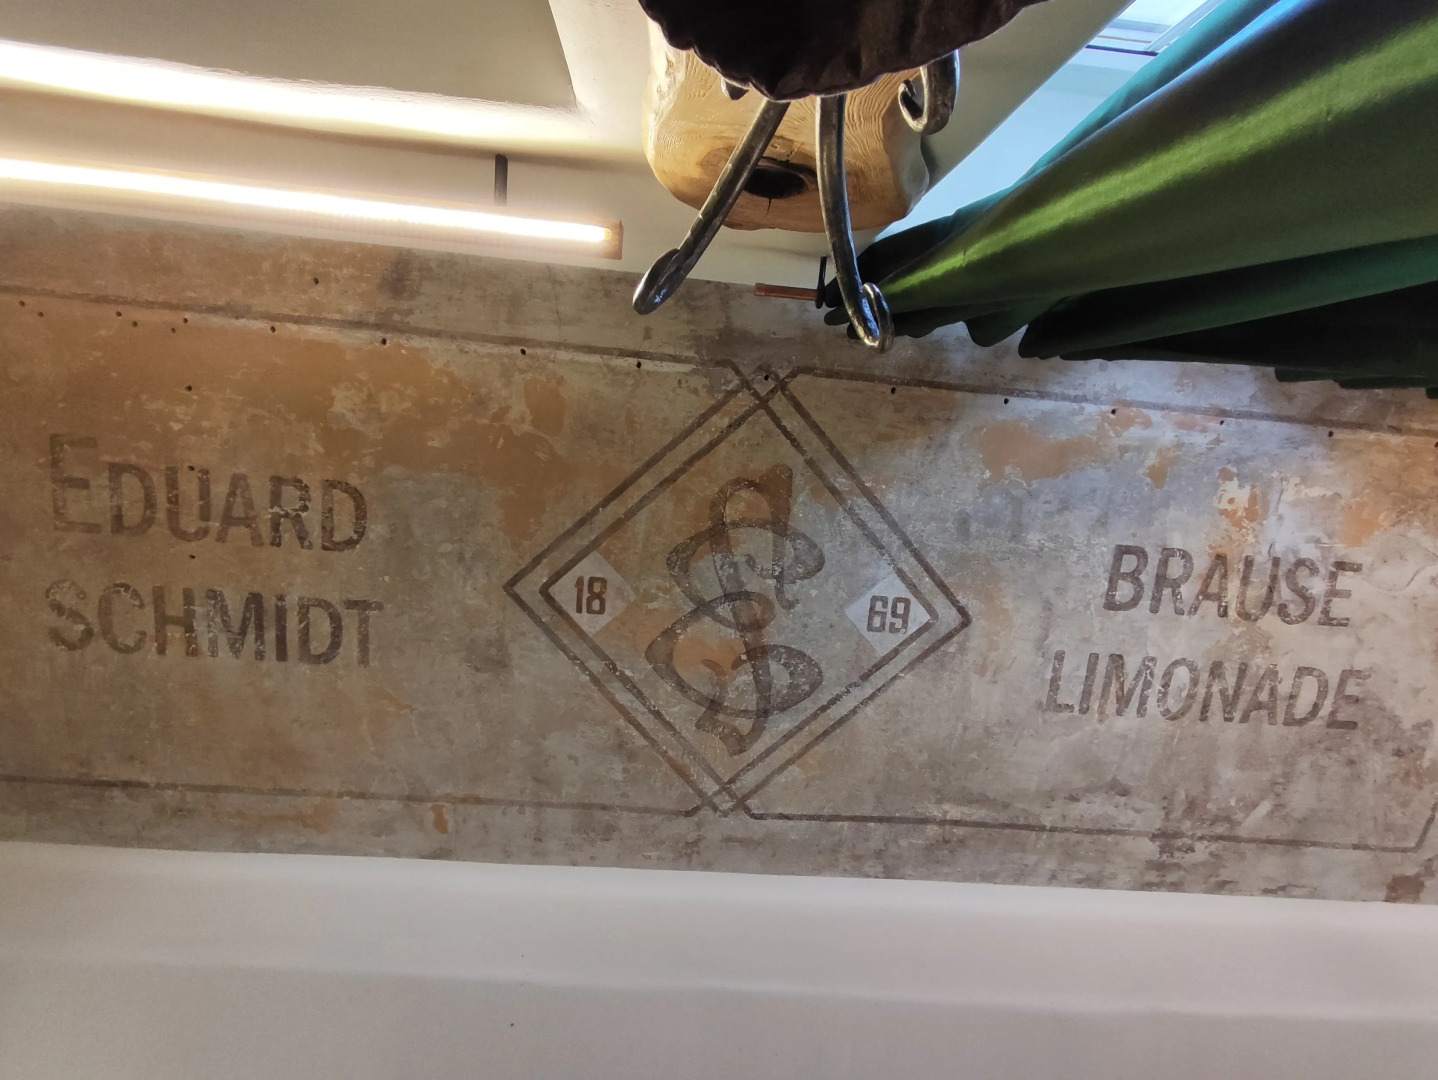 EDUARD
SCHMIDT
18 69
BRAUSE
LIMONADE